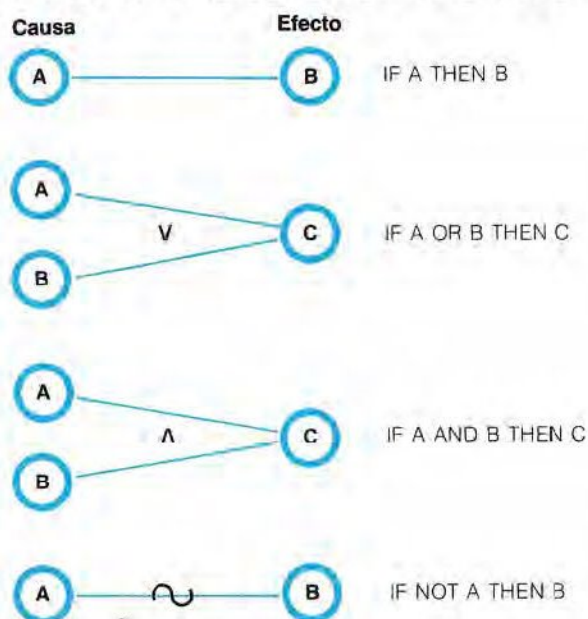 Causa Efecto
A B IF A THEN B
A
V C IF A OR B THEN C
B
A
Λ C IF A AND B THEN C
B
A ~ B IF NOT A THEN B